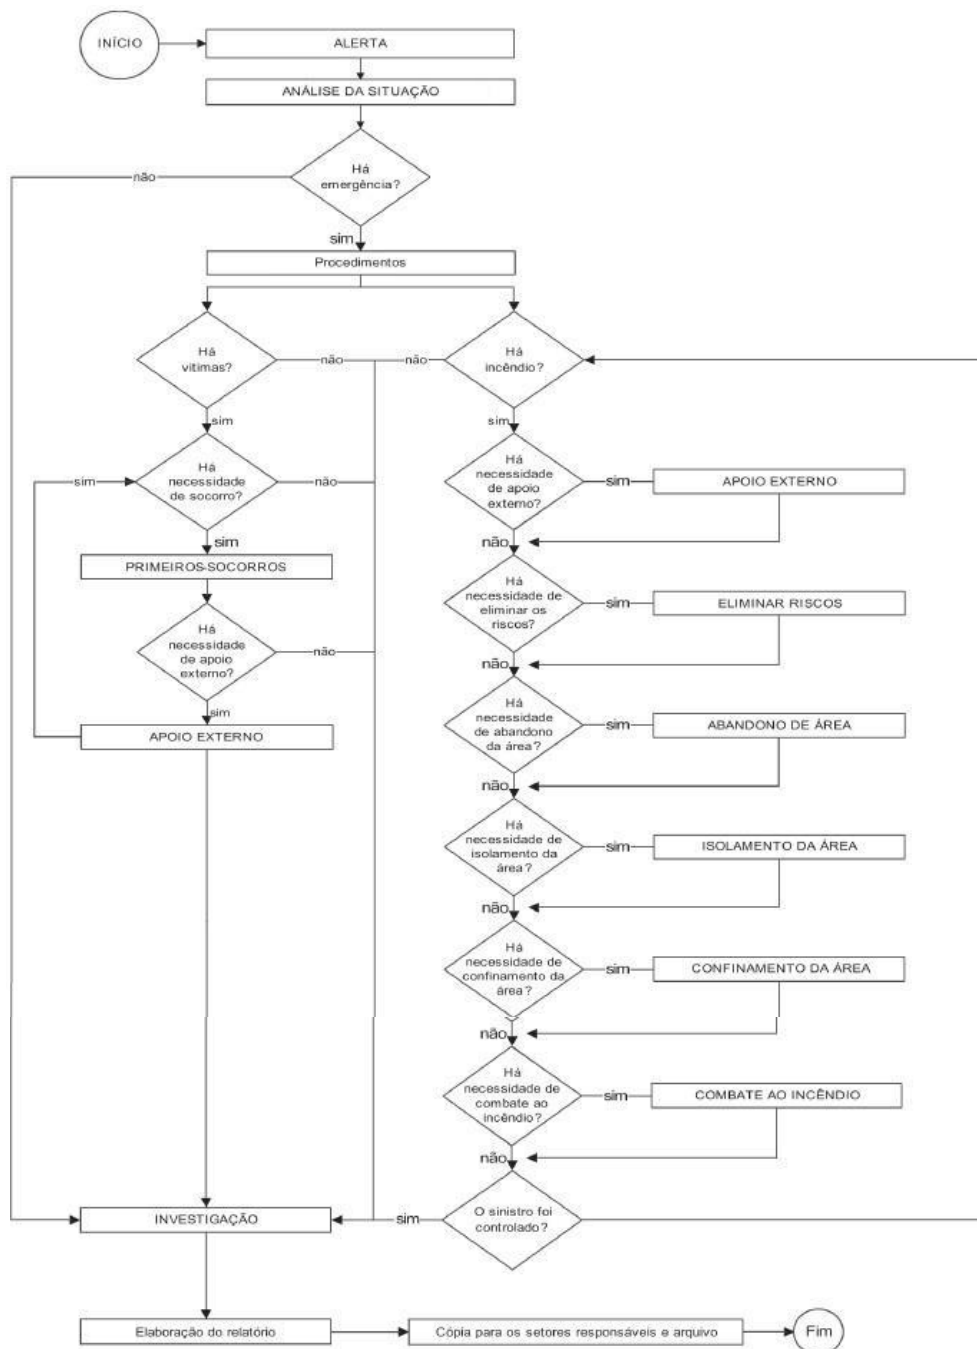 INÍCIO
ALERTA
ANÁLISE DA SITUAÇÃO
Há
emergência?
não
sim
Procedimentos
Há
vitimas?
não
não
Há
incêndio?
sim
sim
sim
Há
necessidade
de socorro?
não
Há
necessidade
de apoio
externo?
sim
APOIO EXTERNO
sim
não
PRIMEIROS-SOCORROS
Há
necessidade de
eliminar os
riscos?
sim
ELIMINAR RISCOS
Há
necessidade
de apoio
externo?
não
não
sim
Há
necessidade
de abandono
da área?
sim
ABANDONO DE ÁREA
APOIO EXTERNO
não
Há
necessidade de
isolamento da
área?
sim
ISOLAMENTO DA ÁREA
não
Há
necessidade de
confinamento da
área?
sim
CONFINAMENTO DA ÁREA
não
Há
necessidade de
combate ao
incêndio?
sim
COMBATE AO INCÊNDIO
não
INVESTIGAÇÃO
sim
O sinistro foi
controlado?
Elaboração do relatório
Cópia para os setores responsáveis e arquivo
Fim